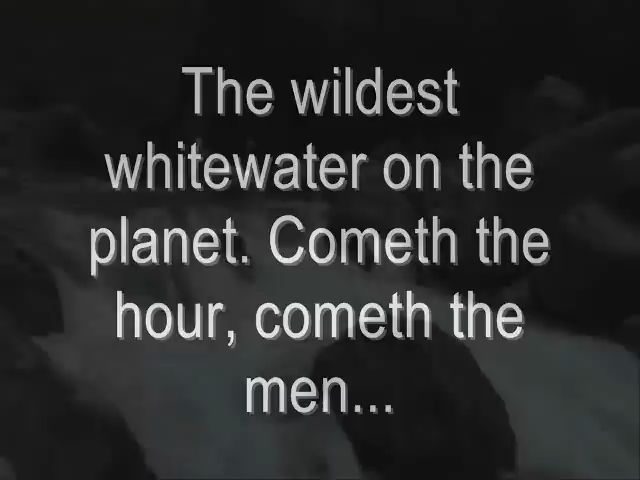 The wildest
whitewater on the
planet. Cometh the
hour, cometh the
men...